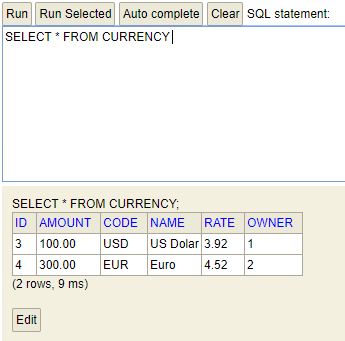 Run Run Selected Auto complete Clear SQL statement:
SELECT * FROM CURRENCY
SELECT * FROM CURRENCY;
ID AMOUNT CODE NAME RATE OWNER
3 100.00 USD US Dolar 3.92 1
4 300.00 EUR Euro 4.52 2
(2 rows, 9 ms)
Edit